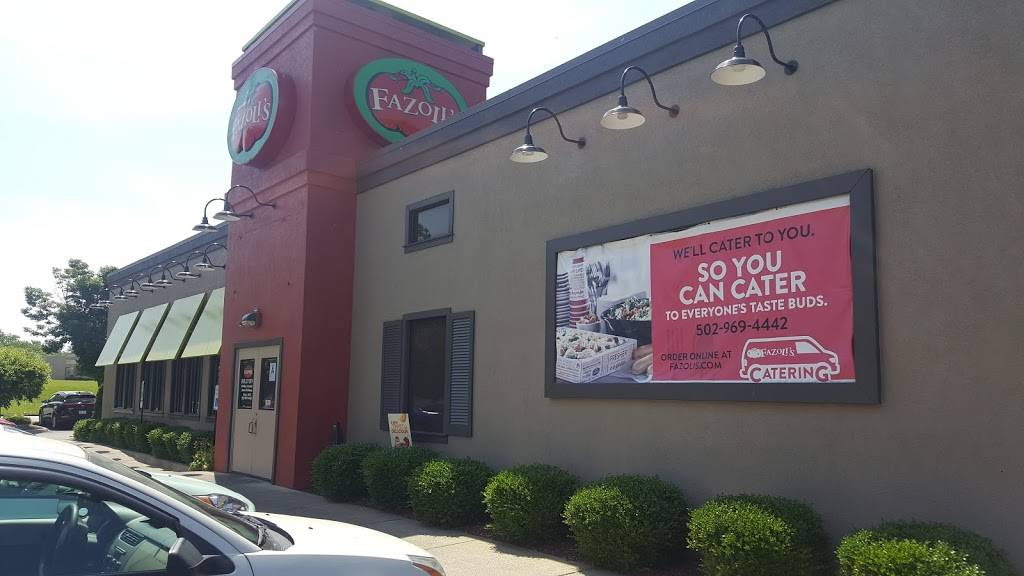 FAZOLI'S
FAZOLI'S
WE'LL CATER TO YOU.
SO YOU
CAN CATER
TO EVERYONE'S TASTE BUDS.
502-969-4442
ORDER ONLINE AT
FAZOLIS.COM
FAZOLI'S
CATERING